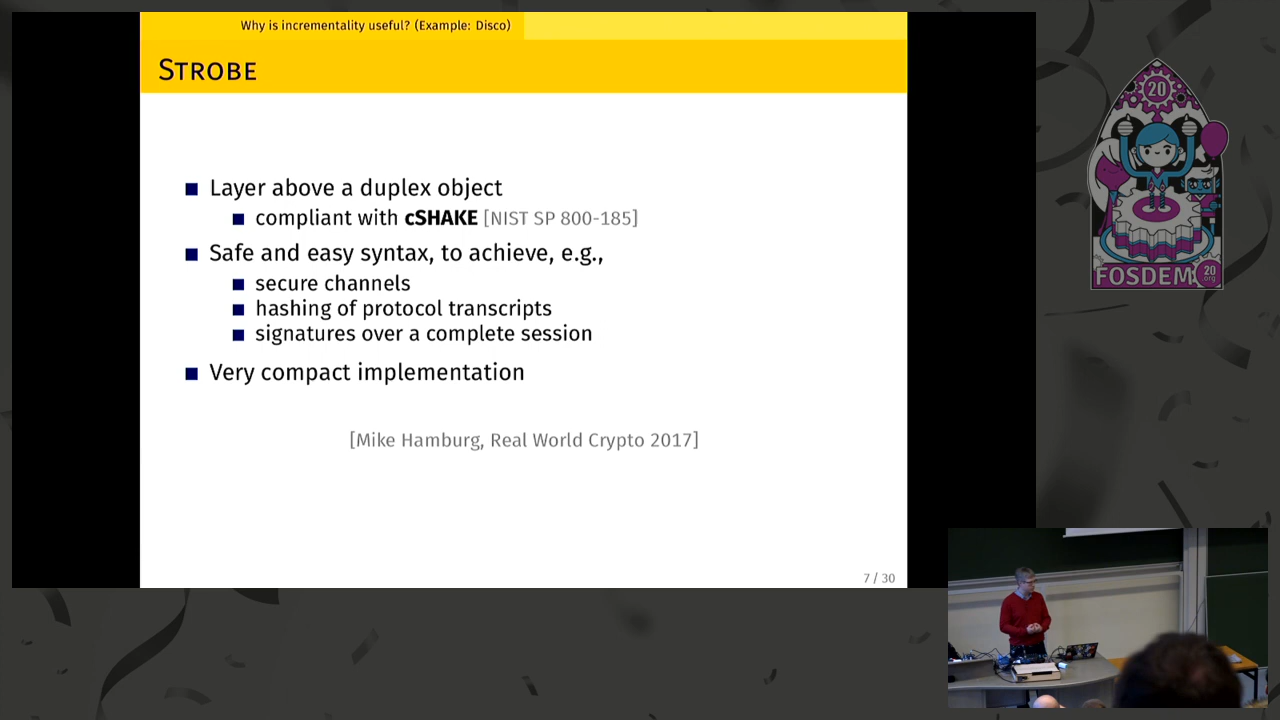 Why is incrementality useful? (Example: Disco)
STROBE
Layer above a duplex object
compliant with cSHAKE [NIST SP 800-185]
Safe and easy syntax, to achieve, e.g.,
secure channels
hashing of protocol transcripts
signatures over a complete session
Very compact implementation
[Mike Hamburg, Real World Crypto 2017]
7 / 30
20
FOSDEM
20
org